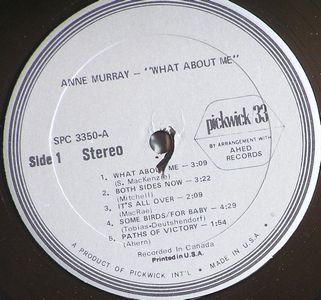 ANNE MURRAY – "WHAT ABOUT ME"
pickwick 33
BY ARRANGEMENT WITH
AHED
RECORDS
SPC 3350-A
Side 1 Stereo
1. WHAT ABOUT ME – 3:09
(S. MacKenzie)
2. BOTH SIDES NOW – 3:22
(Mitchell)
3. IT'S ALL OVER – 2:09
(MacRae)
4. SOME BIRDS/FOR BABY – 4:29
(Tobias-Deutshendorf)
5. PATHS OF VICTORY – 1:54
(Ahern)
Recorded In Canada
Printed in U.S.A.
A PRODUCT OF PICKWICK INT'L • MADE IN U.S.A.